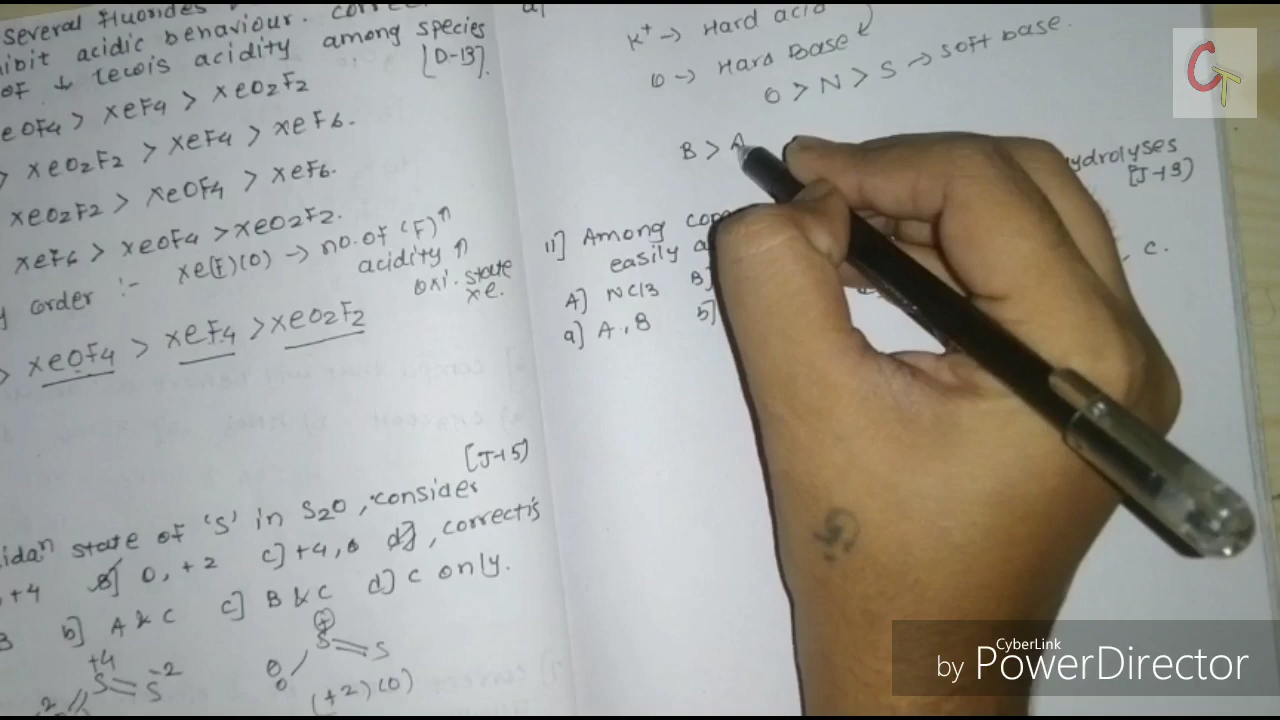 several Fluorides
ibit acidic behaviour.
OF ↓ lewis acidity among species
[D-13].
eOF4 > xeF4 > xeO2F2
> xeO2F2 > xeF4 > xeF6.
xeO2F2 > xeOF4 > xeF6.
xeF6 > xeOF4 > xeO2F2.
order :- xe(F)(O) → no. of (F)↑
acidity ↑
oxi. state
xe.
> xeOF4 > xeF4 > xeO2F2
[J-15]
idaⁿ state of 'S' in S2O, consider
+4 B] 0, +2 C] +4, 0 d], correct is
b] A & C c] B & C d] C only.
+4
S = S -2
S = S
(+2) (0)
K+ → Hard acid
O → Hard Base
O > N > S → soft base.
B > A
hydrolyses
[J-13)
11] Among
easily
A] NCl3 B]
c.
a] A, B b]
CT
CyberLink
by PowerDirector